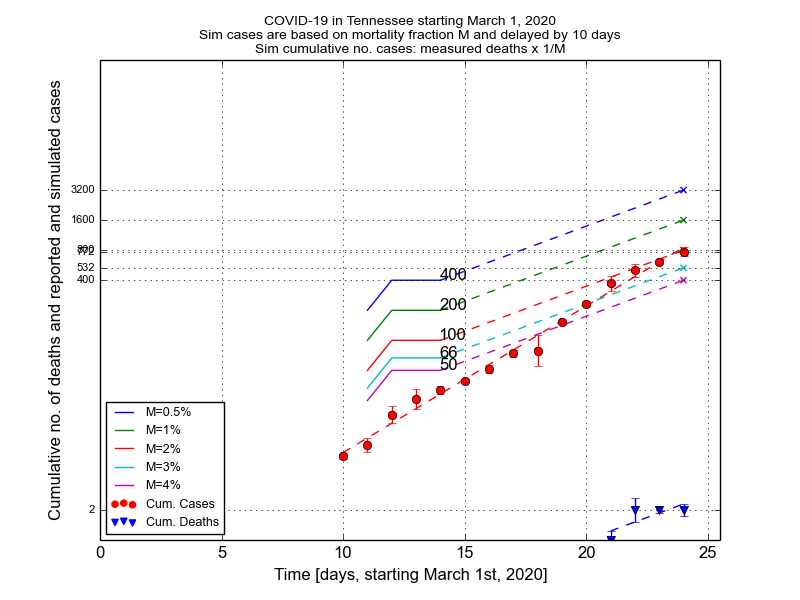 COVID-19 in Tennessee starting March 1, 2020
Sim cases are based on mortality fraction M and delayed by 10 days
Sim cumulative no. cases: measured deaths x 1/M
Cumulative no. of deaths and reported and simulated cases
3200
1600
800
772
532
400
2
400
200
100
66
50
M=0.5%
M=1%
M=2%
M=3%
M=4%
Cum. Cases
Cum. Deaths
0 5 10 15 20 25
Time [days, starting March 1st, 2020]